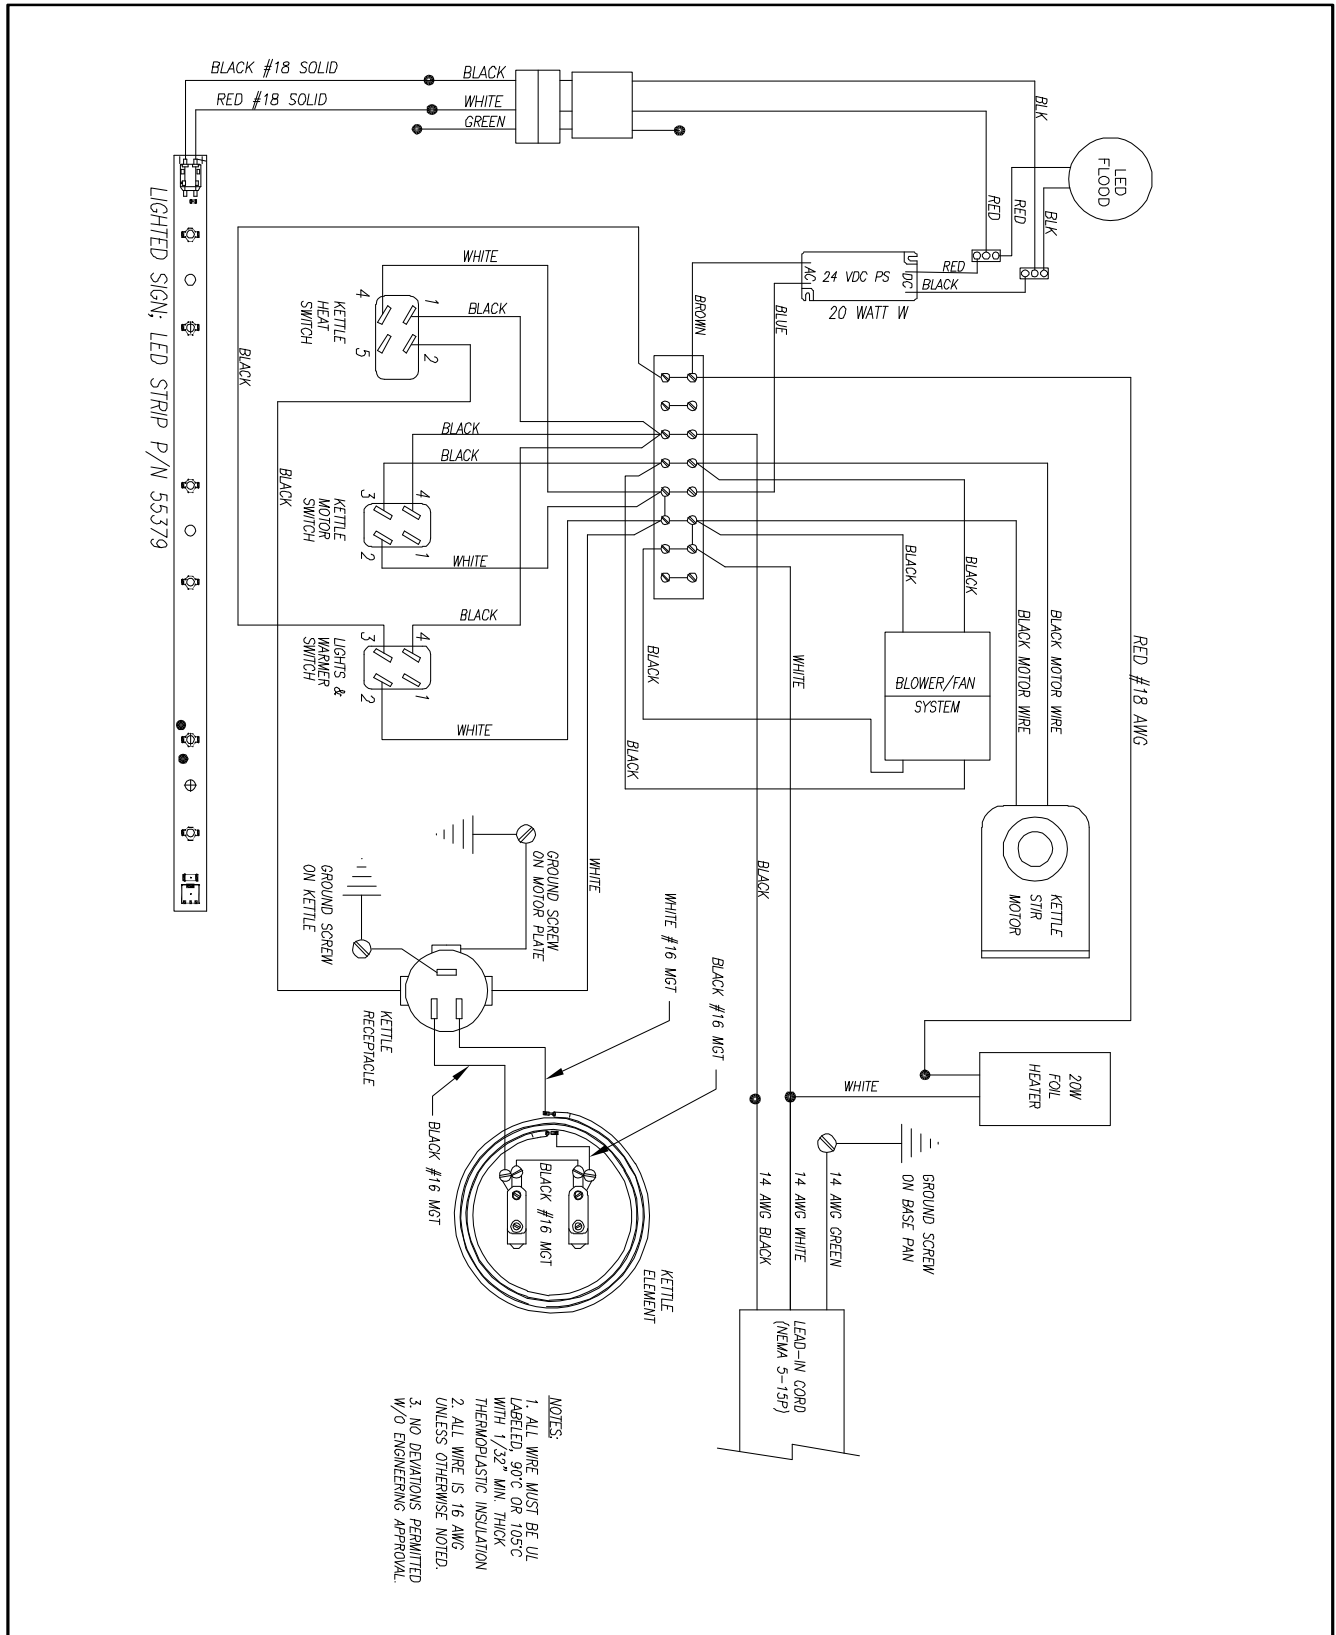 BLACK #18 SOLID
RED #18 SOLID
BLACK
WHITE
GREEN
BLK
LED
FLOOD
RED
RED
BLK
LIGHTED SIGN; LED STRIP P/N 55379
WHITE
BLACK
4
1
5
2
KETTLE
HEAT
SWITCH
BROWN
BLUE
AC
24 VDC PS
DC
20 WATT W
RED
BLACK
BLACK
BLACK
BLACK
BLACK
3
4
2
1
KETTLE
MOTOR
SWITCH
WHITE
BLACK
3
4
2
1
LIGHTS &
WARMER
SWITCH
WHITE
BLACK
BLACK
BLACK
BLACK
WHITE
BLOWER/FAN
SYSTEM
BLACK MOTOR WIRE
BLACK MOTOR WIRE
RED #18 AWG
KETTLE
STIR
MOTOR
GROUND SCREW
ON MOTOR PLATE
GROUND SCREW
ON KETTLE
WHITE
BLACK
WHITE #16 MGT
BLACK #16 MGT
KETTLE
RECEPTACLE
BLACK #16 MGT
BLACK #16 MGT
KETTLE
ELEMENT
WHITE
20W
FOIL
HEATER
GROUND SCREW
ON BASE PAN
14 AWG BLACK
14 AWG WHITE
14 AWG GREEN
LEAD-IN CORD
(NEMA 5-15P)
NOTES:
1. ALL WIRE MUST BE UL
LABELED, 90°C OR 105°C
WITH 1/32" MIN. THICK
THERMOPLASTIC INSULATION
2. ALL WIRE IS 16 AWG
UNLESS OTHERWISE NOTED.
3. NO DEVIATIONS PERMITTED
W/O ENGINEERING APPROVAL.